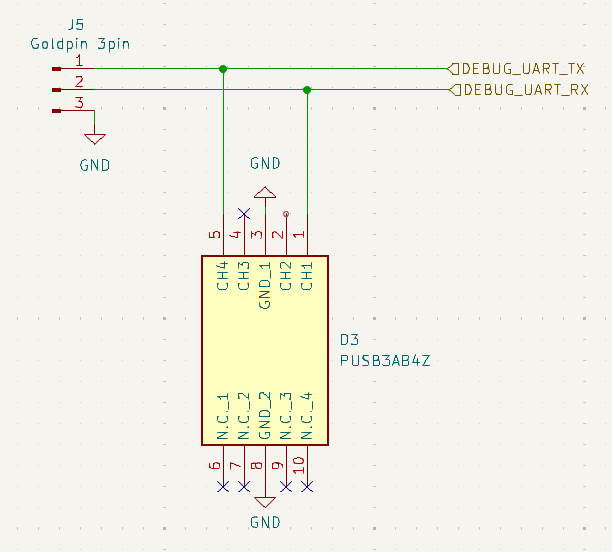 J5
Goldpin 3pin
1
2
3
GND
DEBUG_UART_TX
DEBUG_UART_RX
GND
5
4
3
2
1
CH4
CH3
GND_1
CH2
CH1
D3
PUSB3AB4Z
N.C._1
N.C._2
GND_2
N.C._3
N.C._4
6
7
8
9
10
GND